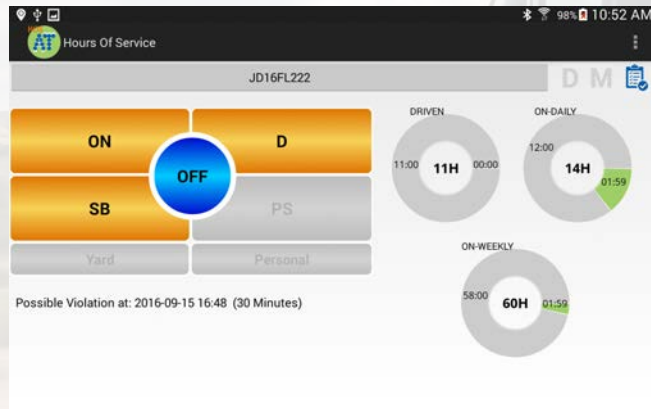 98% 10:52 AM
AT Hours Of Service
JD16FL222
D M
ON
D
OFF
SB
PS
Yard
Personal
Possible Violation at: 2016-09-15 16:48 (30 Minutes)
DRIVEN
11:00
11H
00:00
ON-DAILY
12:00
14H
01:59
ON-WEEKLY
58:00
60H
01:59